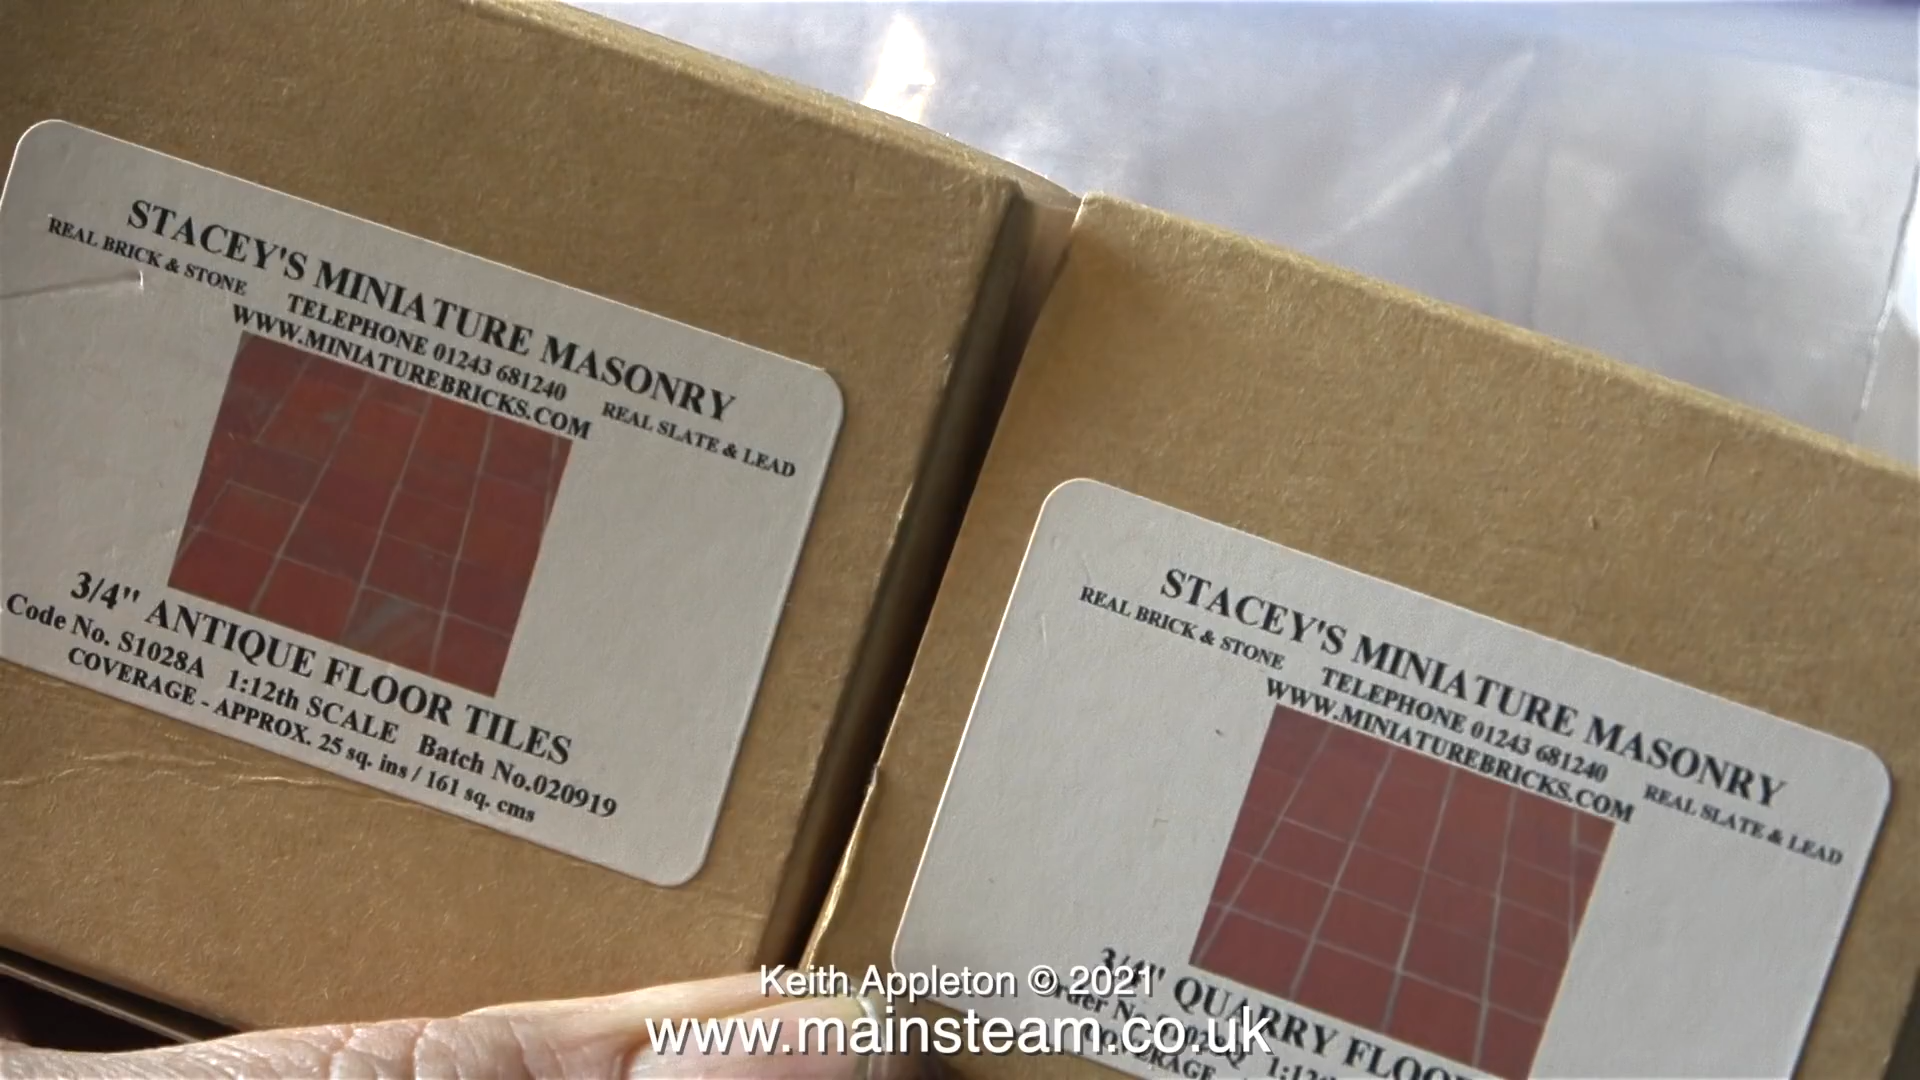 STACEY'S MINIATURE MASONRY
REAL BRICK & STONE
TELEPHONE 01243 681240
WWW.MINIATUREBRICKS.COM
REAL SLATE & LEAD
3/4" ANTIQUE FLOOR TILES
Code No. S1028A 1:12th SCALE Batch No.020919
COVERAGE - APPROX. 25 sq. ins / 161 sq. cms
STACEY'S MINIATURE MASONRY
REAL BRICK & STONE
TELEPHONE 01243 681240
WWW.MINIATUREBRICKS.COM
REAL SLATE & LEAD
3/4" QUARRY
Keith Appleton © 2021
www.mainsteam.co.uk